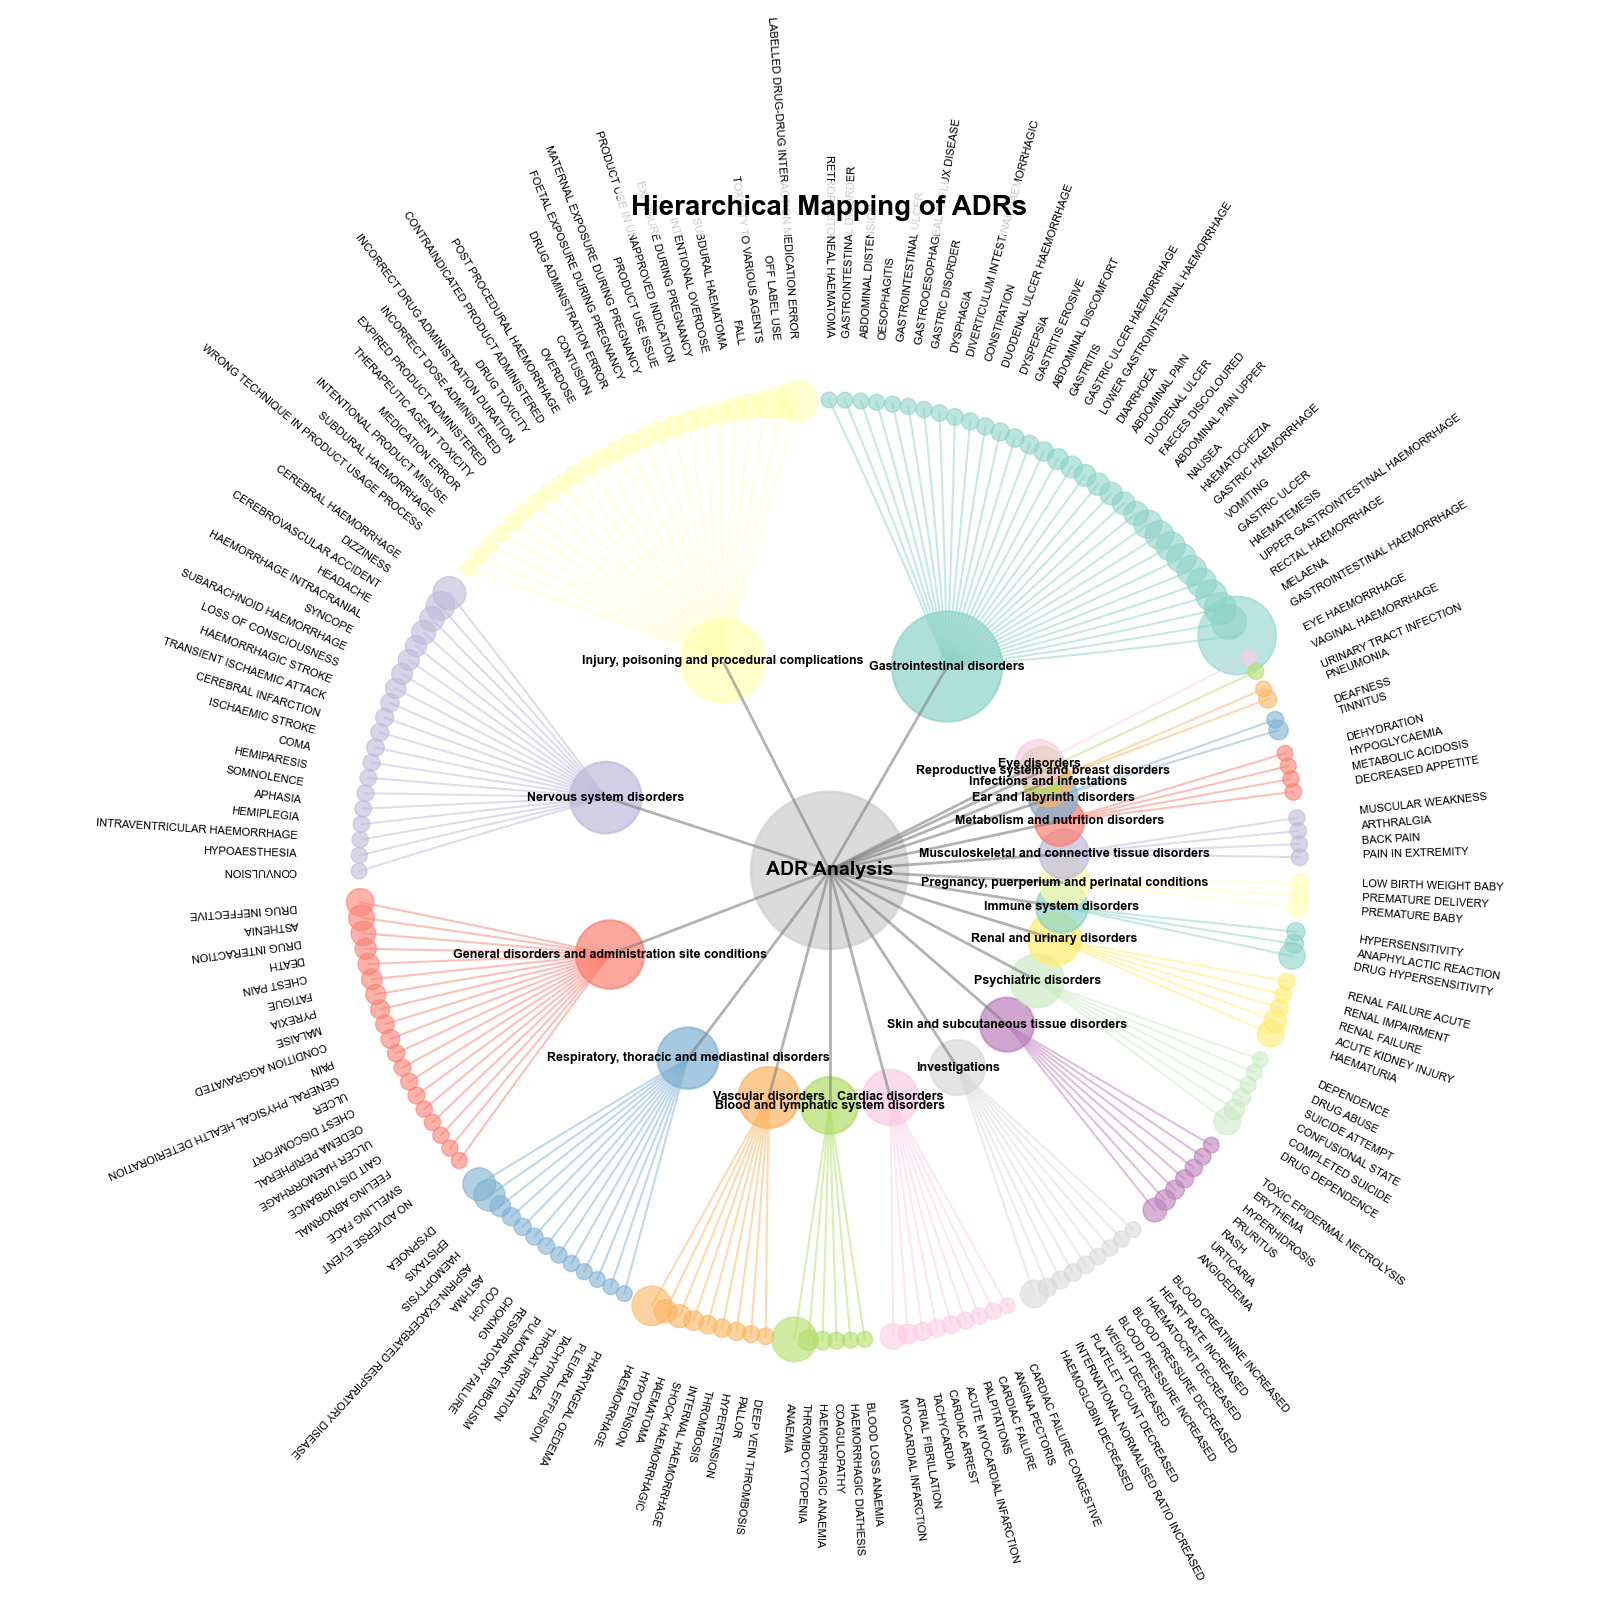 Hierarchical Mapping of ADRs
ADR Analysis
Gastrointestinal disorders
Eye disorders
Reproductive system and breast disorders
Infections and infestations
Ear and labyrinth disorders
Metabolism and nutrition disorders
Musculoskeletal and connective tissue disorders
Pregnancy, puerperium and perinatal conditions
Immune system disorders
Renal and urinary disorders
Psychiatric disorders
Skin and subcutaneous tissue disorders
Investigations
Cardiac disorders
Blood and lymphatic system disorders
Vascular disorders
Respiratory, thoracic and mediastinal disorders
General disorders and administration site conditions
Nervous system disorders
Injury, poisoning and procedural complications
RETROPERITONEAL HAEMATOMA
GASTROINTESTINAL DISORDER
ABDOMINAL DISTENSION
OESOPHAGITIS
GASTROINTESTINAL ULCER
GASTROOESOPHAGEAL REFLUX DISEASE
GASTRIC DISORDER
DYSPHAGIA
DIVERTICULUM INTESTINAL HAEMORRHAGIC
CONSTIPATION
DUODENAL ULCER HAEMORRHAGE
DYSPEPSIA
GASTRITIS EROSIVE
ABDOMINAL DISCOMFORT
GASTRITIS
GASTRIC ULCER HAEMORRHAGE
LOWER GASTROINTESTINAL HAEMORRHAGE
DIARRHOEA
ABDOMINAL PAIN
DUODENAL ULCER
FAECES DISCOLOURED
ABDOMINAL PAIN UPPER
NAUSEA
HAEMATOCHEZIA
GASTRIC HAEMORRHAGE
VOMITING
GASTRIC ULCER
HAEMATEMESIS
UPPER GASTROINTESTINAL HAEMORRHAGE
RECTAL HAEMORRHAGE
MELAENA
GASTROINTESTINAL HAEMORRHAGE
EYE HAEMORRHAGE
VAGINAL HAEMORRHAGE
URINARY TRACT INFECTION
PNEUMONIA
DEAFNESS
TINNITUS
DEHYDRATION
HYPOGLYCAEMIA
METABOLIC ACIDOSIS
DECREASED APPETITE
MUSCULAR WEAKNESS
ARTHRALGIA
BACK PAIN
PAIN IN EXTREMITY
LOW BIRTH WEIGHT BABY
PREMATURE DELIVERY
PREMATURE BABY
HYPERSENSITIVITY
ANAPHYLACTIC REACTION
DRUG HYPERSENSITIVITY
RENAL FAILURE ACUTE
RENAL IMPAIRMENT
RENAL FAILURE
ACUTE KIDNEY INJURY
HAEMATURIA
DEPENDENCE
DRUG ABUSE
SUICIDE ATTEMPT
CONFUSIONAL STATE
COMPLETED SUICIDE
DRUG DEPENDENCE
TOXIC EPIDERMAL NECROLYSIS
ERYTHEMA
HYPERHIDROSIS
PRURITUS
RASH
URTICARIA
ANGIOEDEMA
BLOOD CREATININE INCREASED
HEART RATE INCREASED
HAEMATOCRIT DECREASED
BLOOD PRESSURE DECREASED
BLOOD PRESSURE INCREASED
WEIGHT DECREASED
PLATELET COUNT DECREASED
INTERNATIONAL NORMALISED RATIO INCREASED
HAEMOGLOBIN DECREASED
CARDIAC FAILURE CONGESTIVE
ANGINA PECTORIS
CARDIAC FAILURE
PALPITATIONS
ACUTE MYOCARDIAL INFARCTION
CARDIAC ARREST
TACHYCARDIA
ATRIAL FIBRILLATION
MYOCARDIAL INFARCTION
BLOOD LOSS ANAEMIA
HAEMORRHAGIC DIATHESIS
COAGULOPATHY
HAEMORRHAGIC ANAEMIA
THROMBOCYTOPENIA
ANAEMIA
DEEP VEIN THROMBOSIS
PALLOR
HYPERTENSION
THROMBOSIS
INTERNAL HAEMORRHAGE
SHOCK HAEMORRHAGIC
HAEMATOMA
HYPOTENSION
HAEMORRHAGE
PHARYNGEAL OEDEMA
PLEURAL EFFUSION
TACHYPNOEA
THROAT IRRITATION
PULMONARY EMBOLISM
RESPIRATORY FAILURE
CHOKING
COUGH
ASTHMA
ASPIRIN-EXACERBATED RESPIRATORY DISEASE
HAEMOPTYSIS
EPISTAXIS
DYSPNOEA
NO ADVERSE EVENT
SWELLING FACE
FEELING ABNORMAL
GAIT DISTURBANCE
ULCER HAEMORRHAGE
OEDEMA PERIPHERAL
CHEST DISCOMFORT
ULCER
GENERAL PHYSICAL HEALTH DETERIORATION
PAIN
CONDITION AGGRAVATED
MALAISE
PYREXIA
FATIGUE
CHEST PAIN
DEATH
DRUG INTERACTION
ASTHENIA
DRUG INEFFECTIVE
CONVULSION
HYPOAESTHESIA
INTRAVENTRICULAR HAEMORRHAGE
HEMIPLEGIA
APHASIA
SOMNOLENCE
HEMIPARESIS
COMA
ISCHAEMIC STROKE
CEREBRAL INFARCTION
TRANSIENT ISCHAEMIC ATTACK
HAEMORRHAGIC STROKE
LOSS OF CONSCIOUSNESS
SUBARACHNOID HAEMORRHAGE
SYNCOPE
HAEMORRHAGE INTRACRANIAL
HEADACHE
CEREBROVASCULAR ACCIDENT
DIZZINESS
CEREBRAL HAEMORRHAGE
WRONG TECHNIQUE IN PRODUCT USAGE PROCESS
SUBDURAL HAEMORRHAGE
INTENTIONAL PRODUCT MISUSE
MEDICATION ERROR
THERAPEUTIC AGENT TOXICITY
EXPIRED PRODUCT ADMINISTERED
INCORRECT DOSE ADMINISTERED
INCORRECT DRUG ADMINISTRATION DURATION
DRUG TOXICITY
CONTRAINDICATED PRODUCT ADMINISTERED
POST PROCEDURAL HAEMORRHAGE
OVERDOSE
CONTUSION
DRUG ADMINISTRATION ERROR
FOETAL EXPOSURE DURING PREGNANCY
MATERNAL EXPOSURE DURING PREGNANCY
PRODUCT USE ISSUE
PRODUCT USE IN UNAPPROVED INDICATION
EXPOSURE DURING PREGNANCY
INTENTIONAL OVERDOSE
SUBDURAL HAEMATOMA
FALL
TOXICITY TO VARIOUS AGENTS
OFF LABEL USE
LABELLED DRUG-DRUG INTERACTION MEDICATION ERROR